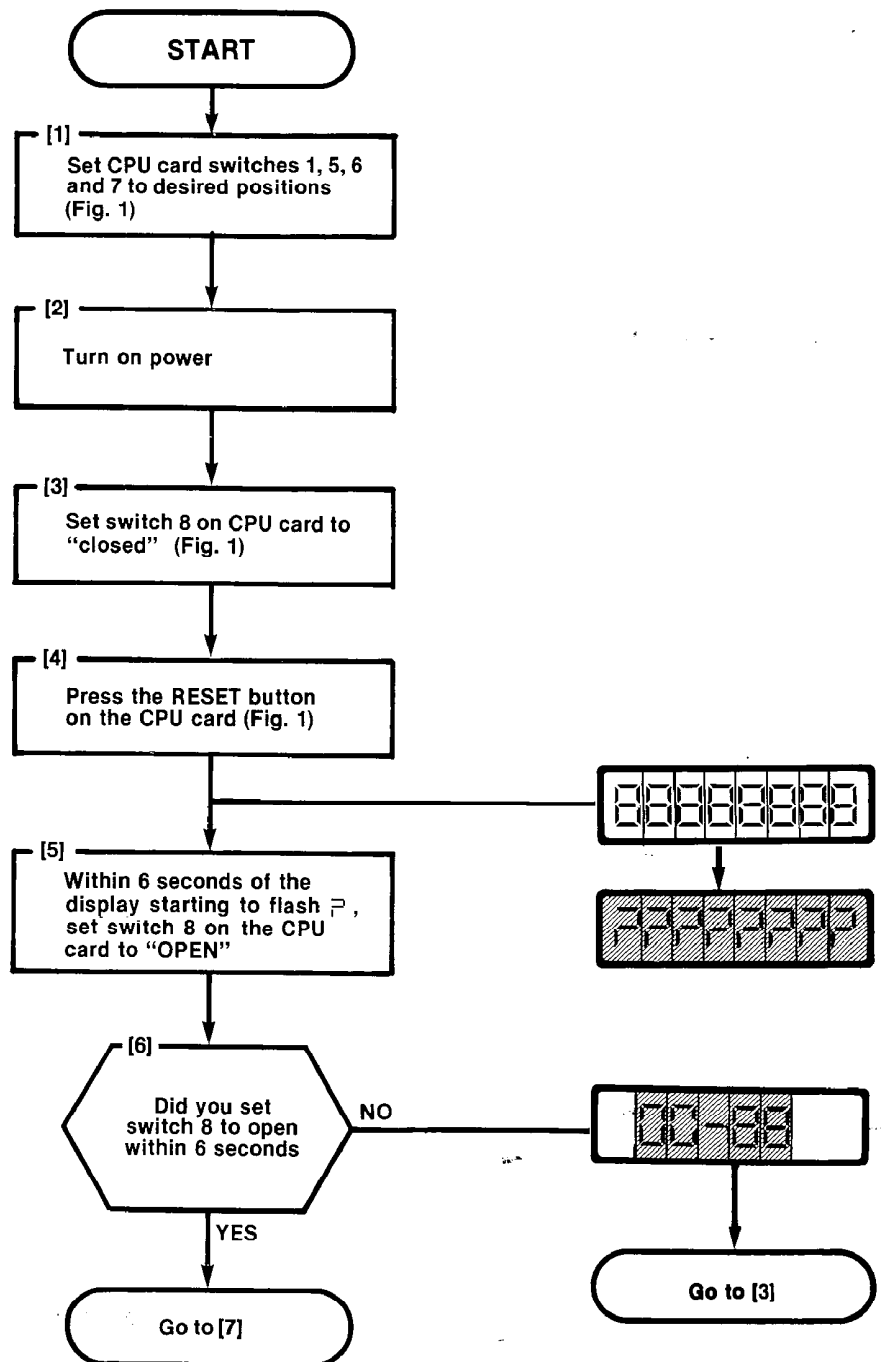 START
[1]
Set CPU card switches 1, 5, 6
and 7 to desired positions
(Fig. 1)
[2]
Turn on power
[3]
Set switch 8 on CPU card to
“closed” (Fig. 1)
[4]
Press the RESET button
on the CPU card (Fig. 1)
88888888
PPPPPPPP
[5]
Within 6 seconds of the
display starting to flash P,
set switch 8 on the CPU
card to “OPEN”
[6]
Did you set
switch 8 to open
within 6 seconds
NO
00-88
YES
Go to [3]
Go to [7]